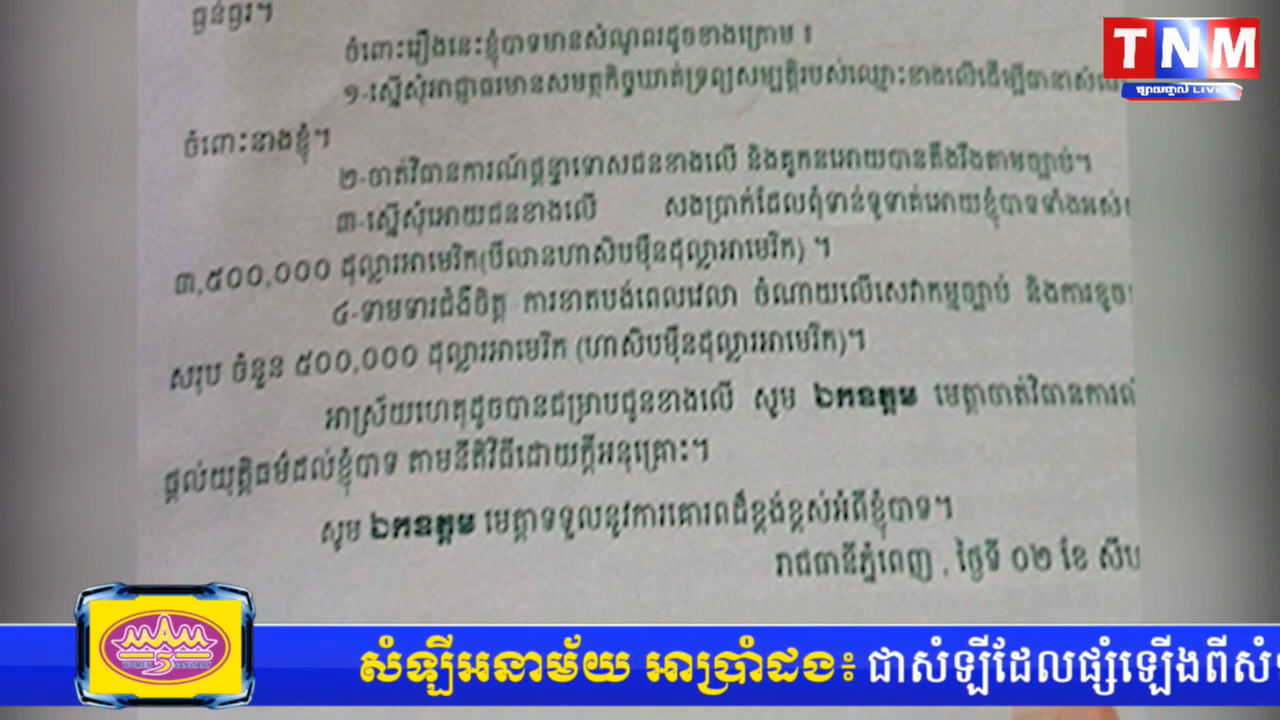 ធ្ងន់ធ្ងរ។
ចំពោះរឿងនេះខ្ញុំបាទមានសំណូពរដូចខាងក្រោម ៖
១-ស្នើសុំអាជ្ញាធរមានសមត្ថកិច្ចឃាត់ទ្រព្យសម្បត្តិរបស់ឈ្មោះខាងលើដើម្បីធានាសំ
ចំពោះនាងខ្ញុំ។
២-ចាត់វិធានការណ៍ផ្តន្ទាទោសជនខាងលើ និងគូកនអោយបានតឹងរឹងតាមច្បាប់។
៣-ស្នើសុំអោយជនខាងលើ សងប្រាក់ដែលពុំទាន់ទូទាត់អោយខ្ញុំបាទទាំងអស់
៣,៥០០,០០០ ដុល្លារអាមេរិក(បីលានហាសិបម៉ឺនដុល្លាអាមេរិក) ។
៤-ទាមទារជំងឺចិត្ត ការខាតបង់ពេលវេលា ចំណាយលើសេវាកម្មច្បាប់ និងការខូច
សរុប ចំនួន ៥០០,០០០ ដុល្លារអាមេរិក (ហាសិបម៉ឺនដុល្លារអាមេរិក)។
អាស្រ័យហេតុដូចបានជម្រាបជូនខាងលើ សូម ឯកឧត្តម មេត្តាចាត់វិធានការណ៍
ផ្តល់យុត្តិធម៌ដល់ខ្ញុំបាទ តាមនីតិវិធីដោយក្តីអនុគ្រោះ។
សូម ឯកឧត្តម មេត្តាទទួលនូវការគោរពដ៏ខ្ពង់ខ្ពស់អំពីខ្ញុំបាទ។
រាជធានីភ្នំពេញ , ថ្ងៃទី ០២ ខែ សីហ
TNM
ផ្សាយផ្ទាល់ LIVE
MAM
5
WOMEN
សំឡីអនាម័យ អាប្រាំដង៖ ជាសំឡីដែលផ្សំឡើងពីសំ